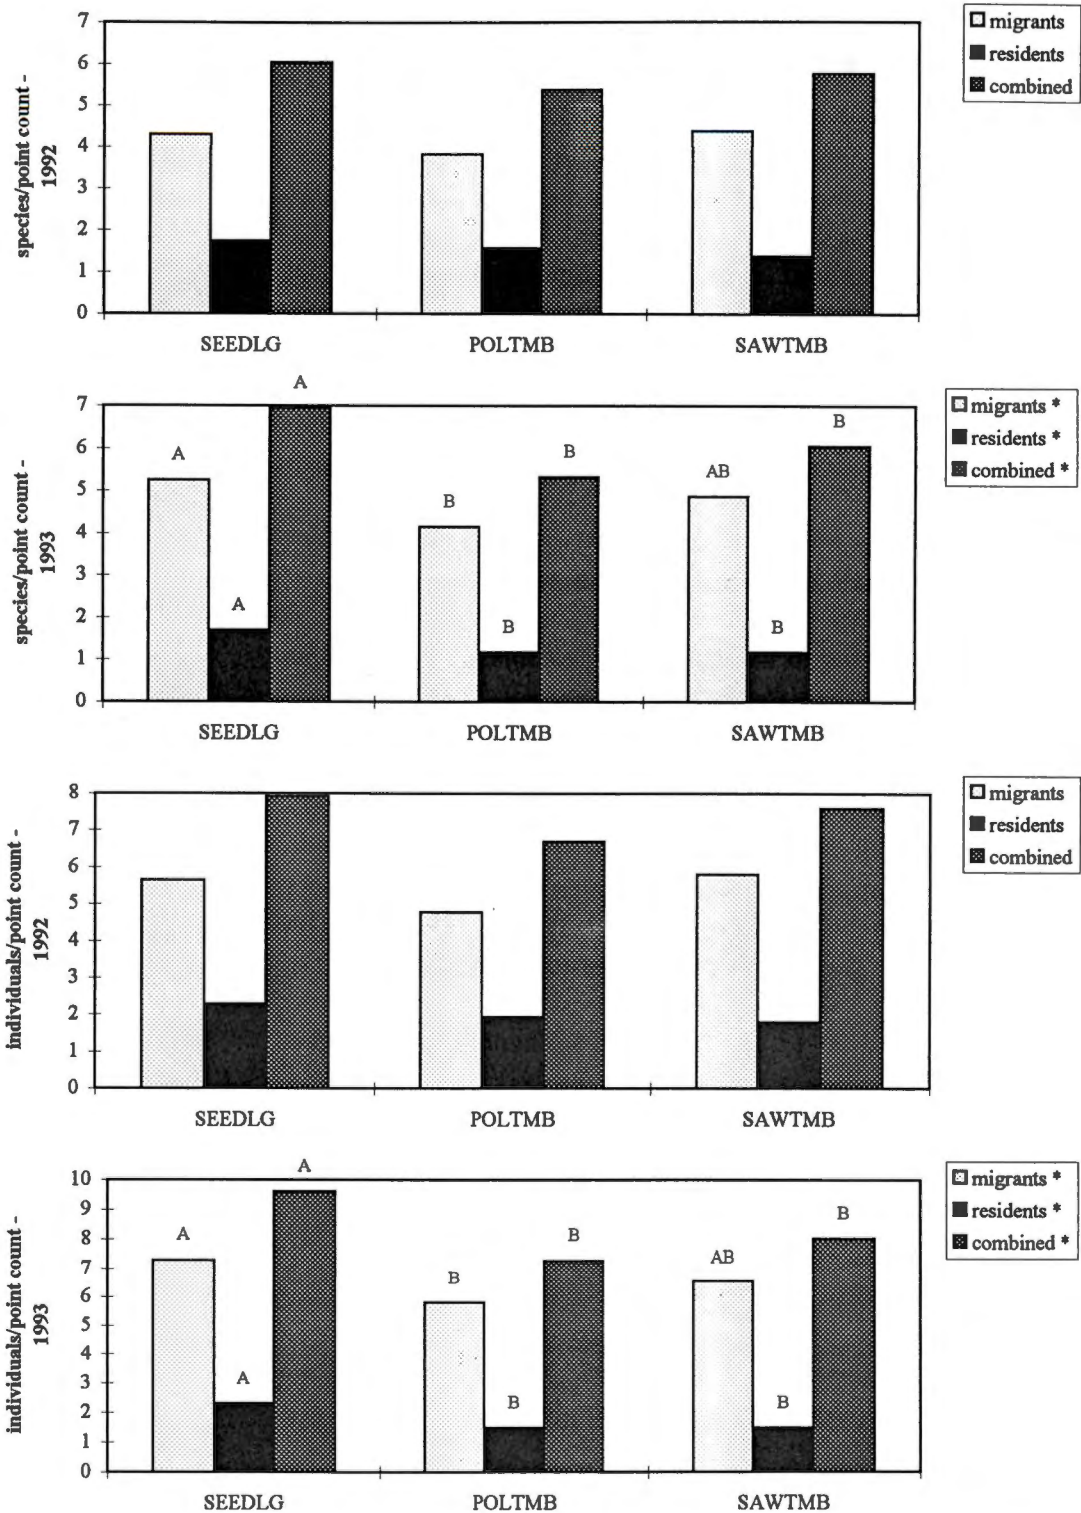 7
6
5
4
3
2
1
0
species/point count -
1992
SEEDLG
POLTMB
SAWTMB
migrants
residents
combined
7
6
5
4
3
2
1
0
species/point count -
1993
A
A
A
B
B
B
AB
B
B
SEEDLG
POLTMB
SAWTMB
migrants *
residents *
combined *
8
7
6
5
4
3
2
1
0
individuals/point count -
1992
SEEDLG
POLTMB
SAWTMB
migrants
residents
combined
10
9
8
7
6
5
4
3
2
1
0
individuals/point count -
1993
A
A
A
B
B
B
AB
B
B
SEEDLG
POLTMB
SAWTMB
migrants *
residents *
combined *